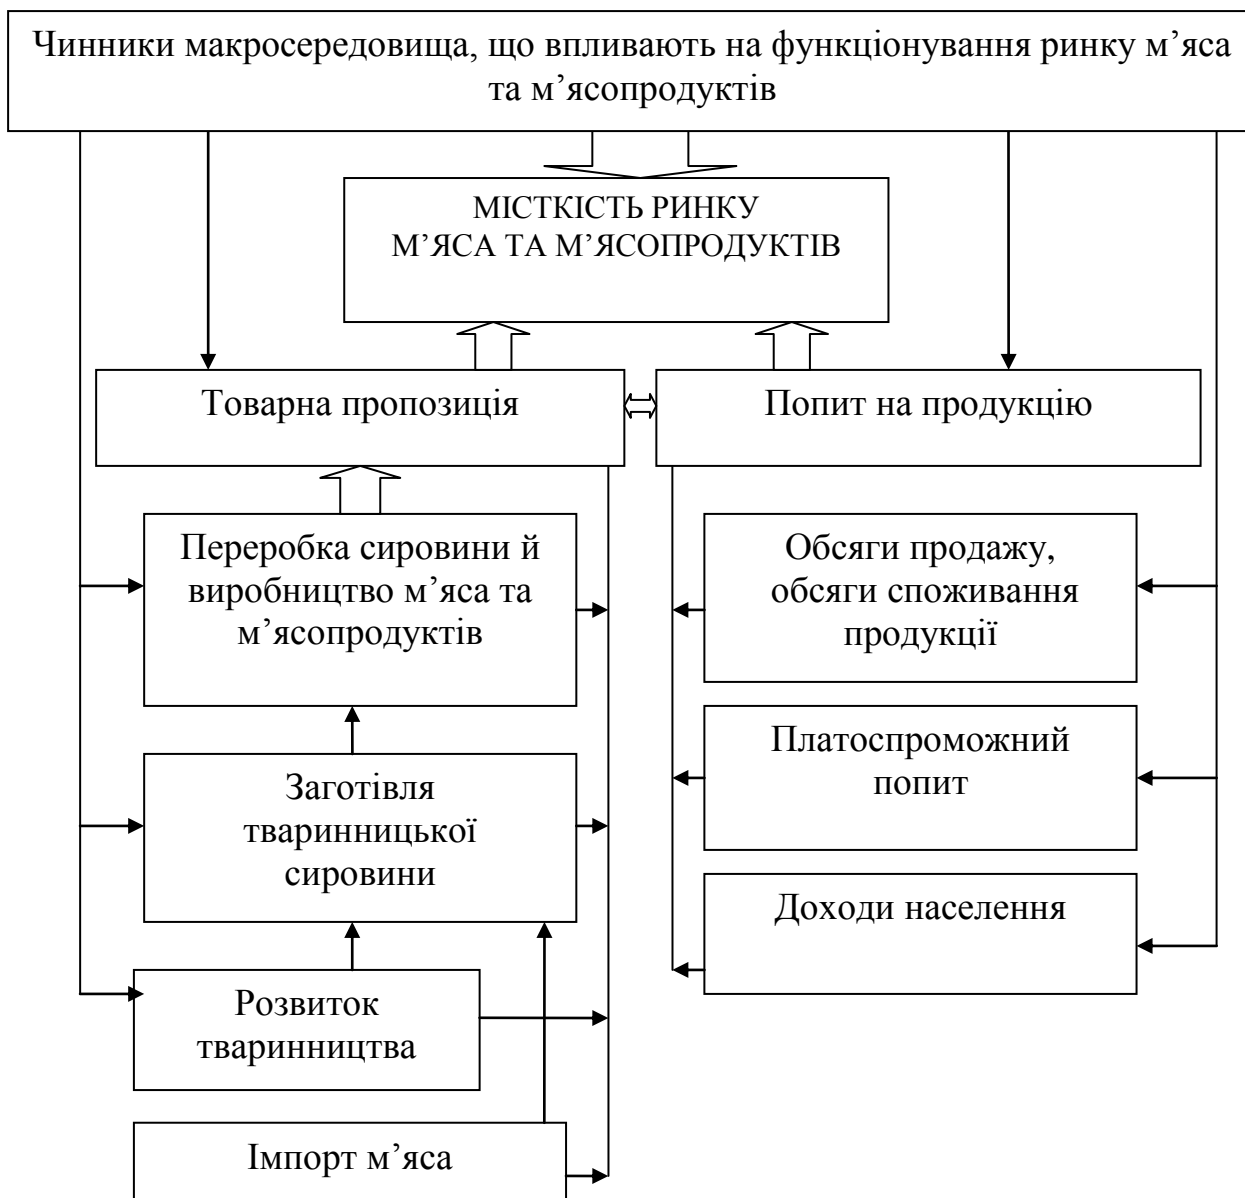 Чинники макросередовища, що впливають на функціонування ринку м’яса
та м’ясопродуктів
МІСТКІСТЬ РИНКУ
М’ЯСА ТА М’ЯСОПРОДУКТІВ
Товарна пропозиція
Попит на продукцію
Переробка сировини й
виробництво м’яса та
м’ясопродуктів
Обсяги продажу,
обсяги споживання
продукції
Заготівля
тваринницької
сировини
Платоспроможний
попит
Доходи населення
Розвиток
тваринництва
Імпорт м’яса